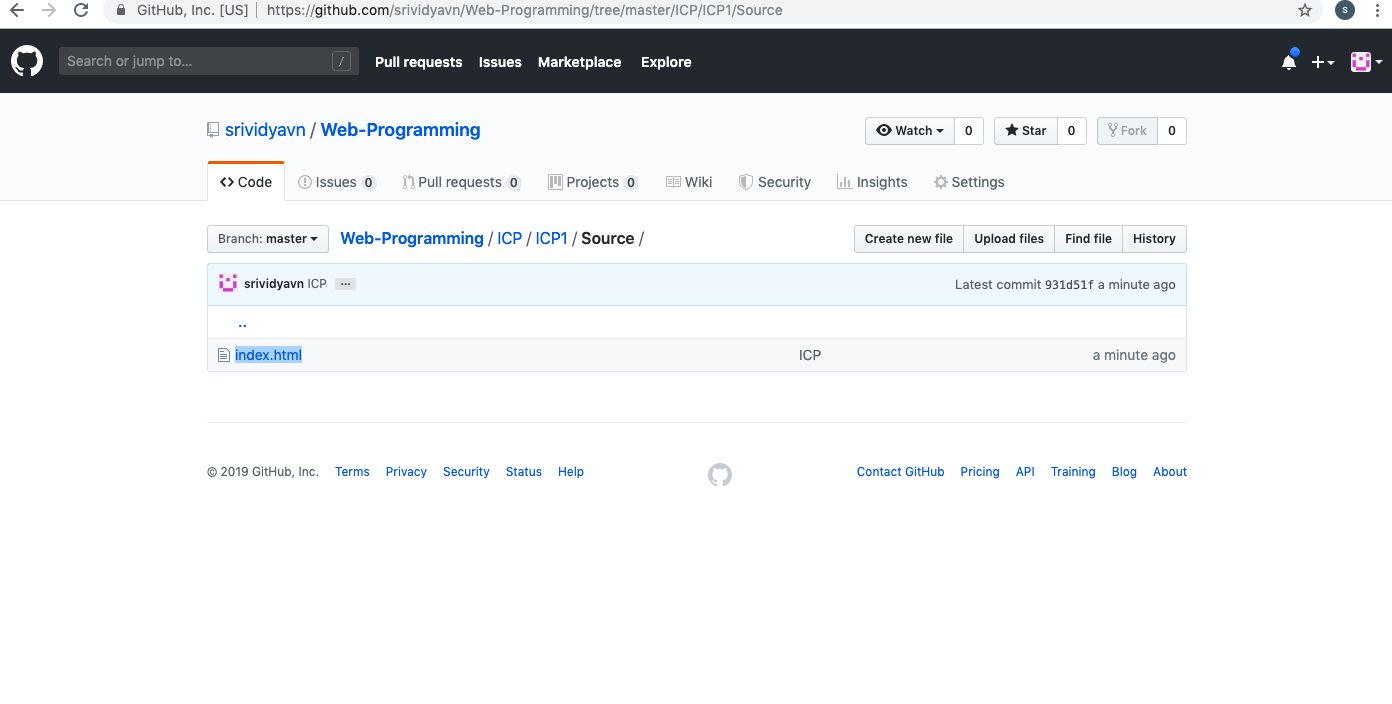 GitHub, Inc. [US] | https://github.com/srividyavn/Web-Programming/tree/master/ICP/ICP1/Source S
Search or jump to... / Pull requests Issues Marketplace Explore
srividyavn / Web-Programming Watch 0 Star 0 Fork 0
Code Issues 0 Pull requests 0 Projects 0 Wiki Security Insights Settings
Branch: master Web-Programming / ICP / ICP1 / Source / Create new file Upload files Find file History
srividyavn ICP ... Latest commit 931d51f a minute ago
..
index.html ICP a minute ago
© 2019 GitHub, Inc. Terms Privacy Security Status Help Contact GitHub Pricing API Training Blog About